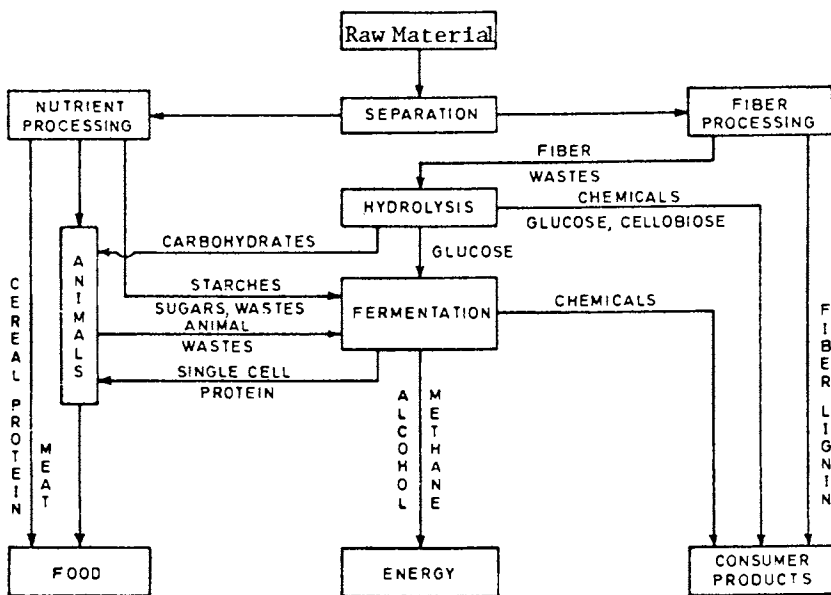 Raw Material
NUTRIENT
PROCESSING
SEPARATION
FIBER
PROCESSING
FIBER
WASTES
HYDROLYSIS
CHEMICALS
GLUCOSE, CELLOBIOSE
CARBOHYDRATES
GLUCOSE
ANIMALS
STARCHES
SUGARS, WASTES
ANIMAL
WASTES
FERMENTATION
CHEMICALS
SINGLE CELL
PROTEIN
CEREAL PROTEIN
MEAT
ALCOHOL
METHANE
FIBER LIGNIN
FOOD
ENERGY
CONSUMER
PRODUCTS